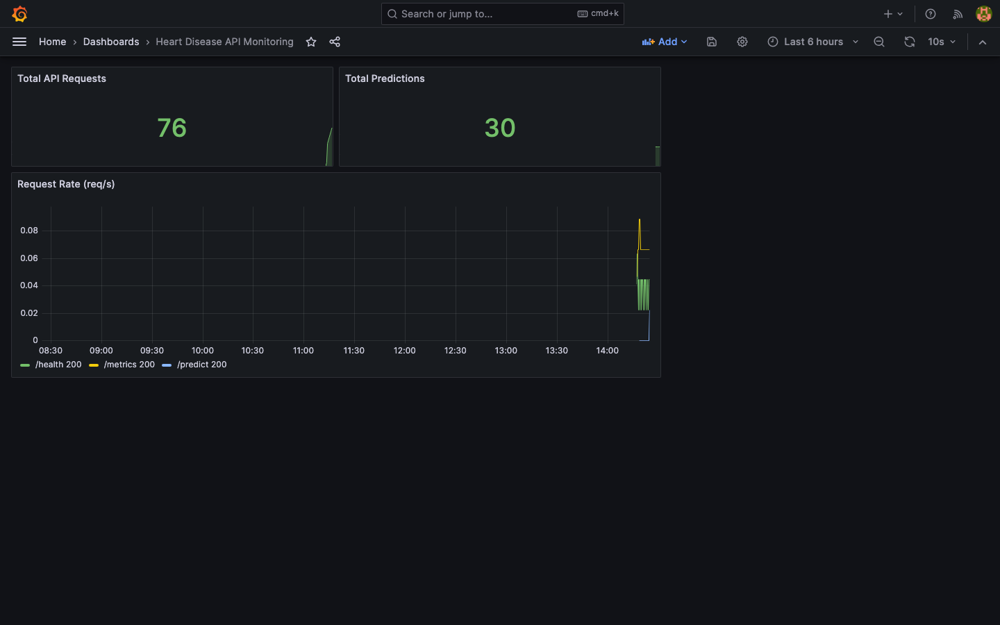 Search or jump to... cmd+k
Home › Dashboards › Heart Disease API Monitoring Add Last 6 hours 10s
Total API Requests
76
Total Predictions
30
Request Rate (req/s)
0.08
0.06
0.04
0.02
0
08:30 09:00 09:30 10:00 10:30 11:00 11:30 12:00 12:30 13:00 13:30 14:00
/health 200 /metrics 200 /predict 200